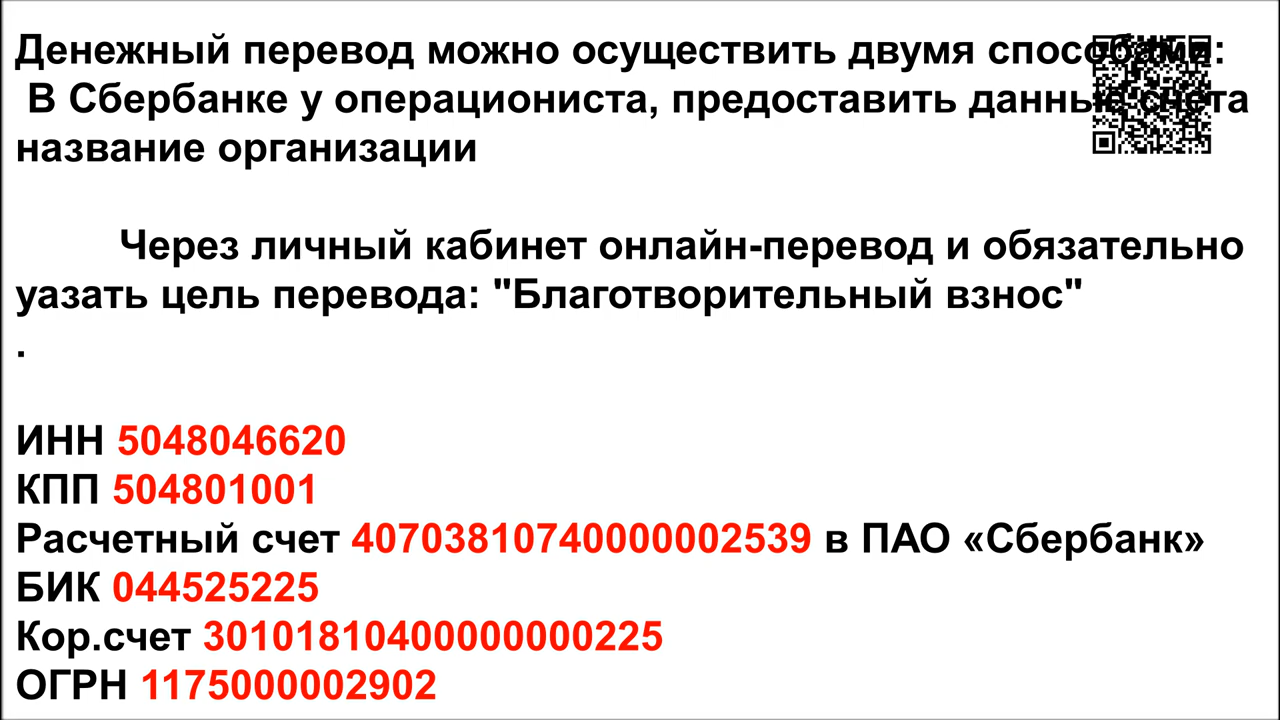 Денежный перевод можно осуществить двумя способами:
В Сбербанке у операциониста, предоставить данные счета
название организации
Через личный кабинет онлайн-перевод и обязательно
уазать цель перевода: "Благотворительный взнос"
.
ИНН 5048046620
КПП 504801001
Расчетный счет 40703810740000002539 в ПАО «Сбербанк»
БИК 044525225
Кор.счет 30101810400000000225
ОГРН 1175000002902